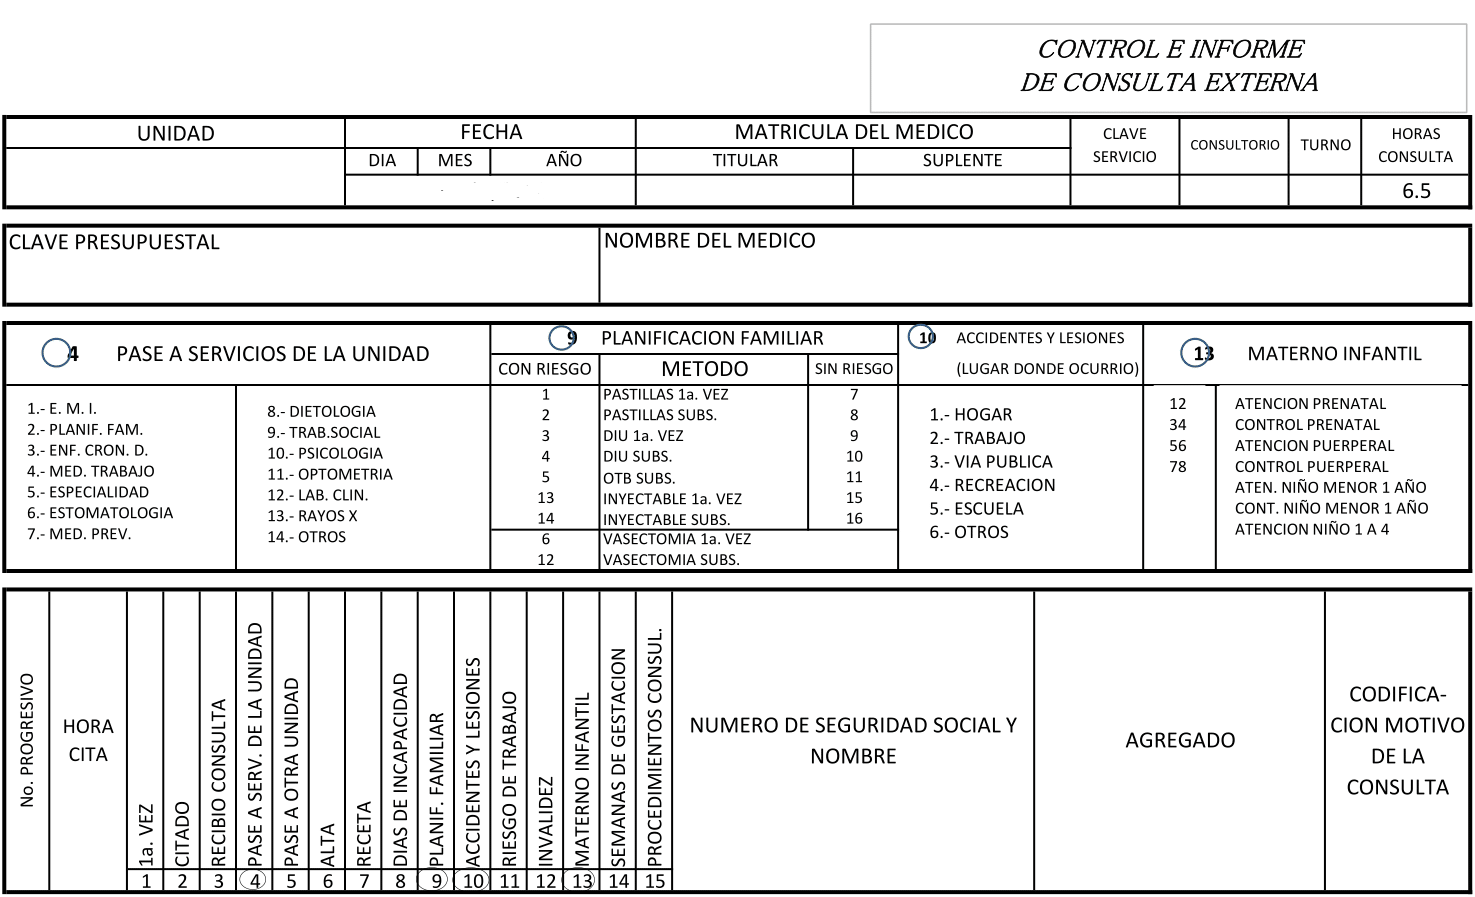 CONTROL E INFORME
DE CONSULTA EXTERNA
UNIDAD FECHA MATRICULA DEL MEDICO CLAVE SERVICIO CONSULTORIO TURNO HORAS CONSULTA
DIA MES AÑO TITULAR SUPLENTE
6.5
CLAVE PRESUPUESTAL NOMBRE DEL MEDICO
4 PASE A SERVICIOS DE LA UNIDAD
1.- E. M. I.
2.- PLANIF. FAM.
3.- ENF. CRON. D.
4.- MED. TRABAJO
5.- ESPECIALIDAD
6.- ESTOMATOLOGIA
7.- MED. PREV.
8.- DIETOLOGIA
9.- TRAB.SOCIAL
10.- PSICOLOGIA
11.- OPTOMETRIA
12.- LAB. CLIN.
13.- RAYOS X
14.- OTROS
9 PLANIFICACION FAMILIAR
CON RIESGO METODO SIN RIESGO
1 PASTILLAS 1a. VEZ 7
2 PASTILLAS SUBS. 8
3 DIU 1a. VEZ 9
4 DIU SUBS. 10
5 OTB SUBS. 11
13 INYECTABLE 1a. VEZ 15
14 INYECTABLE SUBS. 16
6 VASECTOMIA 1a. VEZ
12 VASECTOMIA SUBS.
10 ACCIDENTES Y LESIONES
(LUGAR DONDE OCURRIO)
1.- HOGAR
2.- TRABAJO
3.- VIA PUBLICA
4.- RECREACION
5.- ESCUELA
6.- OTROS
13 MATERNO INFANTIL
12 ATENCION PRENATAL
34 CONTROL PRENATAL
56 ATENCION PUERPERAL
78 CONTROL PUERPERAL
ATEN. NIÑO MENOR 1 AÑO
CONT. NIÑO MENOR 1 AÑO
ATENCION NIÑO 1 A 4
No. PROGRESIVO
HORA
CITA
1a. VEZ
CITADO
RECIBIO CONSULTA
PASE A SERV. DE LA UNIDAD
PASE A OTRA UNIDAD
ALTA
RECETA
DIAS DE INCAPACIDAD
PLANIF. FAMILIAR
ACCIDENTES Y LESIONES
RIESGO DE TRABAJO
INVALIDEZ
MATERNO INFANTIL
SEMANAS DE GESTACION
PROCEDIMIENTOS CONSUL.
1 2 3 4 5 6 7 8 9 10 11 12 13 14 15
NUMERO DE SEGURIDAD SOCIAL Y
NOMBRE
AGREGADO
CODIFICA-
CION MOTIVO
DE LA
CONSULTA